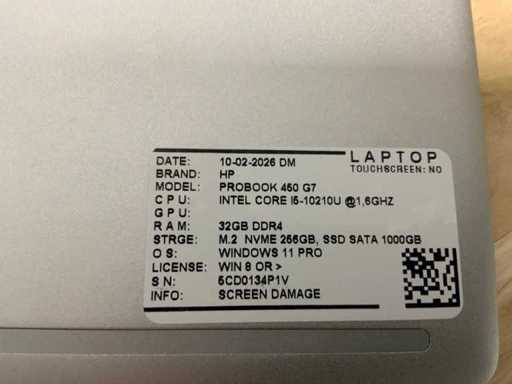 LAPTOP
TOUCHSCREEN: NO
DATE: 10-02-2026 DM
BRAND: HP
MODEL: PROBOOK 450 G7
CPU: INTEL CORE I5-10210U @1,6GHZ
GPU:
RAM: 32GB DDR4
STRGE: M.2 NVME 256GB, SSD SATA 1000GB
OS: WINDOWS 11 PRO
LICENSE: WIN 8 OR >
SN: 5CD0134P1V
INFO: SCREEN DAMAGE